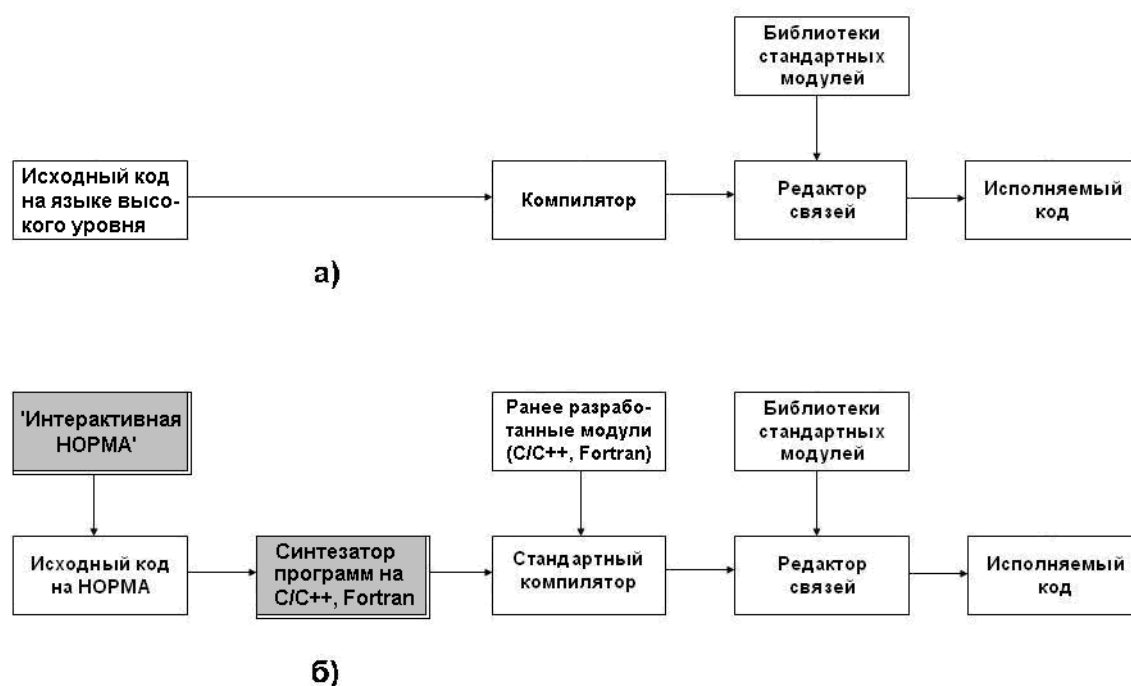 Библиотеки
стандартных
модулей
Исходный код
на языке высо-
кого уровня
Компилятор
Редактор
связей
Исполняемый
код
а)
'Интерактивная
НОРМА'
Ранее разрабо-
танные модули
(C/C++, Fortran)
Библиотеки
стандартных
модулей
Исходный код
на НОРМА
Синтезатор
программ на
C/C++, Fortran
Стандартный
компилятор
Редактор
связей
Исполняемый
код
б)